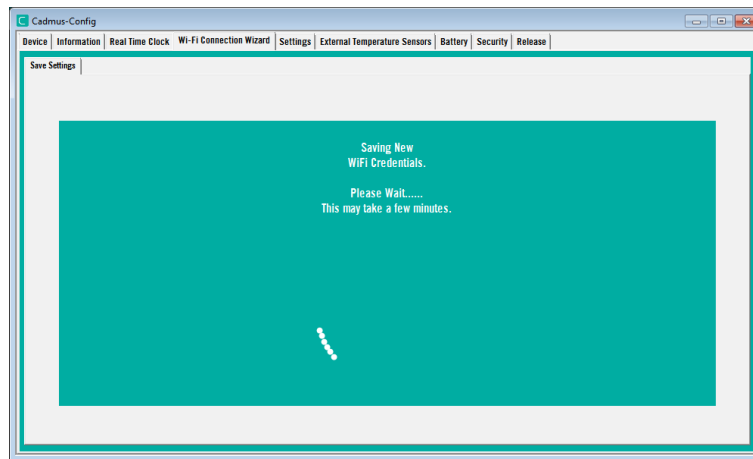 Cadmus-Config
Device Information Real Time Clock Wi-Fi Connection Wizard Settings External Temperature Sensors Battery Security Release
Save Settings
Saving New
WiFi Credentials.
Please Wait......
This may take a few minutes.